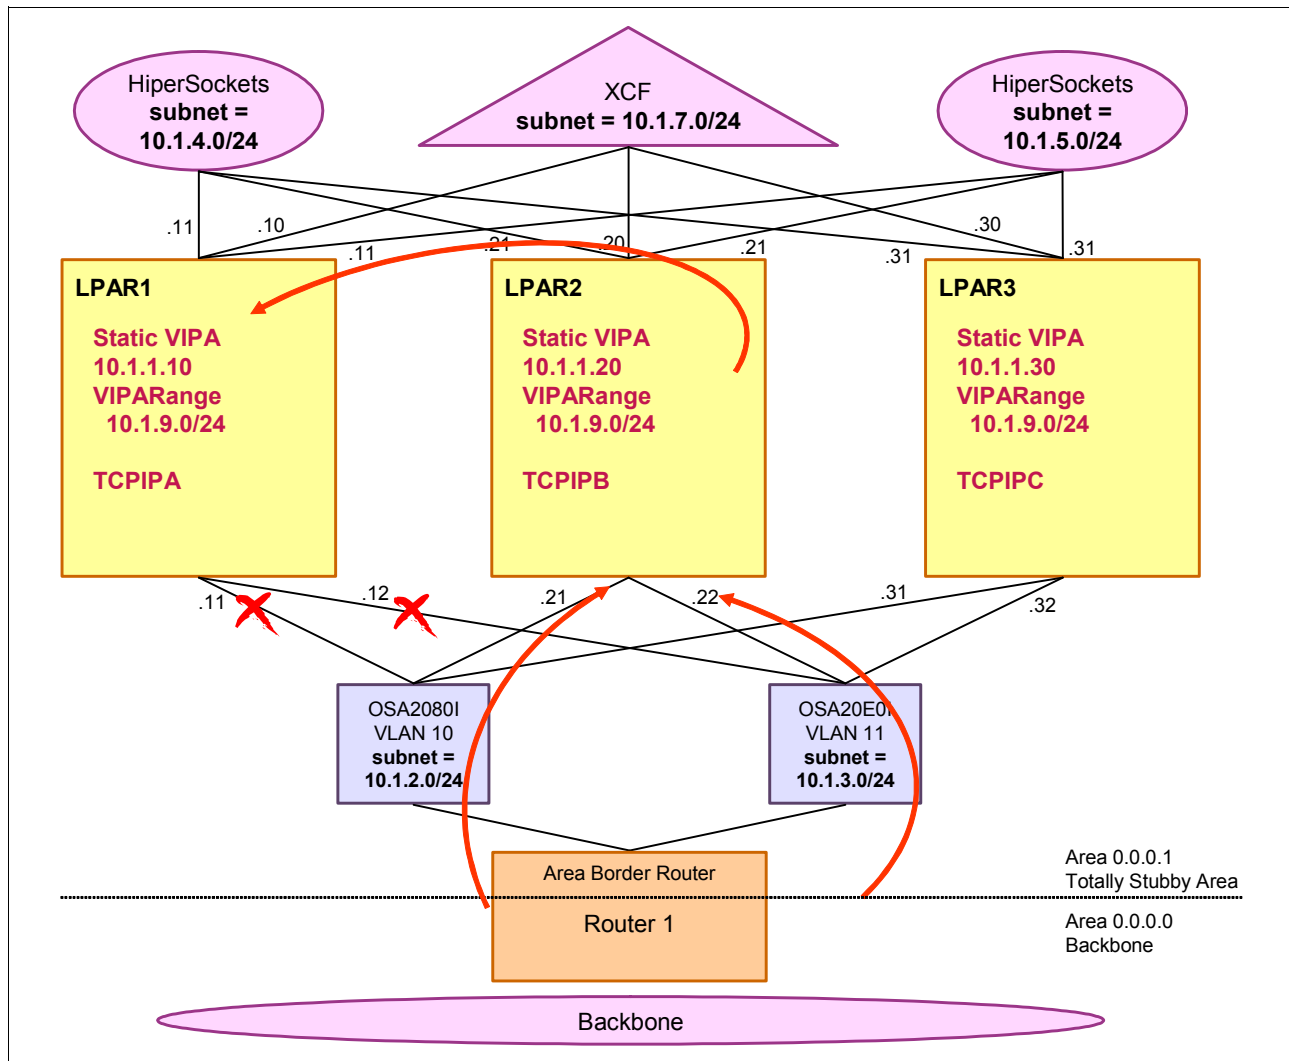 HiperSockets
subnet =
10.1.4.0/24
XCF
subnet = 10.1.7.0/24
HiperSockets
subnet =
10.1.5.0/24
.11
.10
.11
.21
.20
.21
.31
.30
.31
LPAR1
Static VIPA
10.1.1.10
VIPARange
10.1.9.0/24
TCPIPA
LPAR2
Static VIPA
10.1.1.20
VIPARange
10.1.9.0/24
TCPIPB
LPAR3
Static VIPA
10.1.1.30
VIPARange
10.1.9.0/24
TCPIPC
.11
.12
.21
.22
.31
.32
OSA2080I
VLAN 10
subnet =
10.1.2.0/24
OSA20E0I
VLAN 11
subnet =
10.1.3.0/24
Area Border Router
Router 1
Area 0.0.0.1
Totally Stubby Area
Area 0.0.0.0
Backbone
Backbone